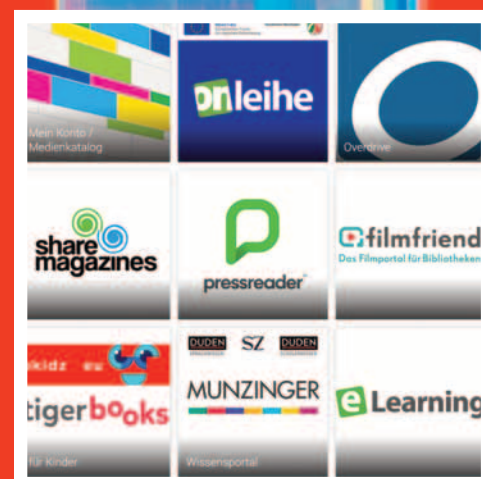 Mein Konto /
Medienkatalog
onleihe
Overdrive
share
magazines
pressreader
filmfriend
Das Filmportal für Bibliotheken
kidz eu
tigerbooks
für Kinder
DUDEN SZ DUDEN
MUNZINGER
Wissensportal
eLearning